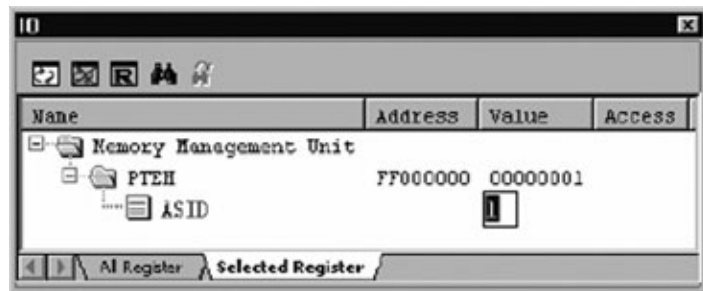 IO
R
Name Address Value Access
Memory Management Unit
PTEH FF000000 00000001
ASID 1
All Register Selected Register